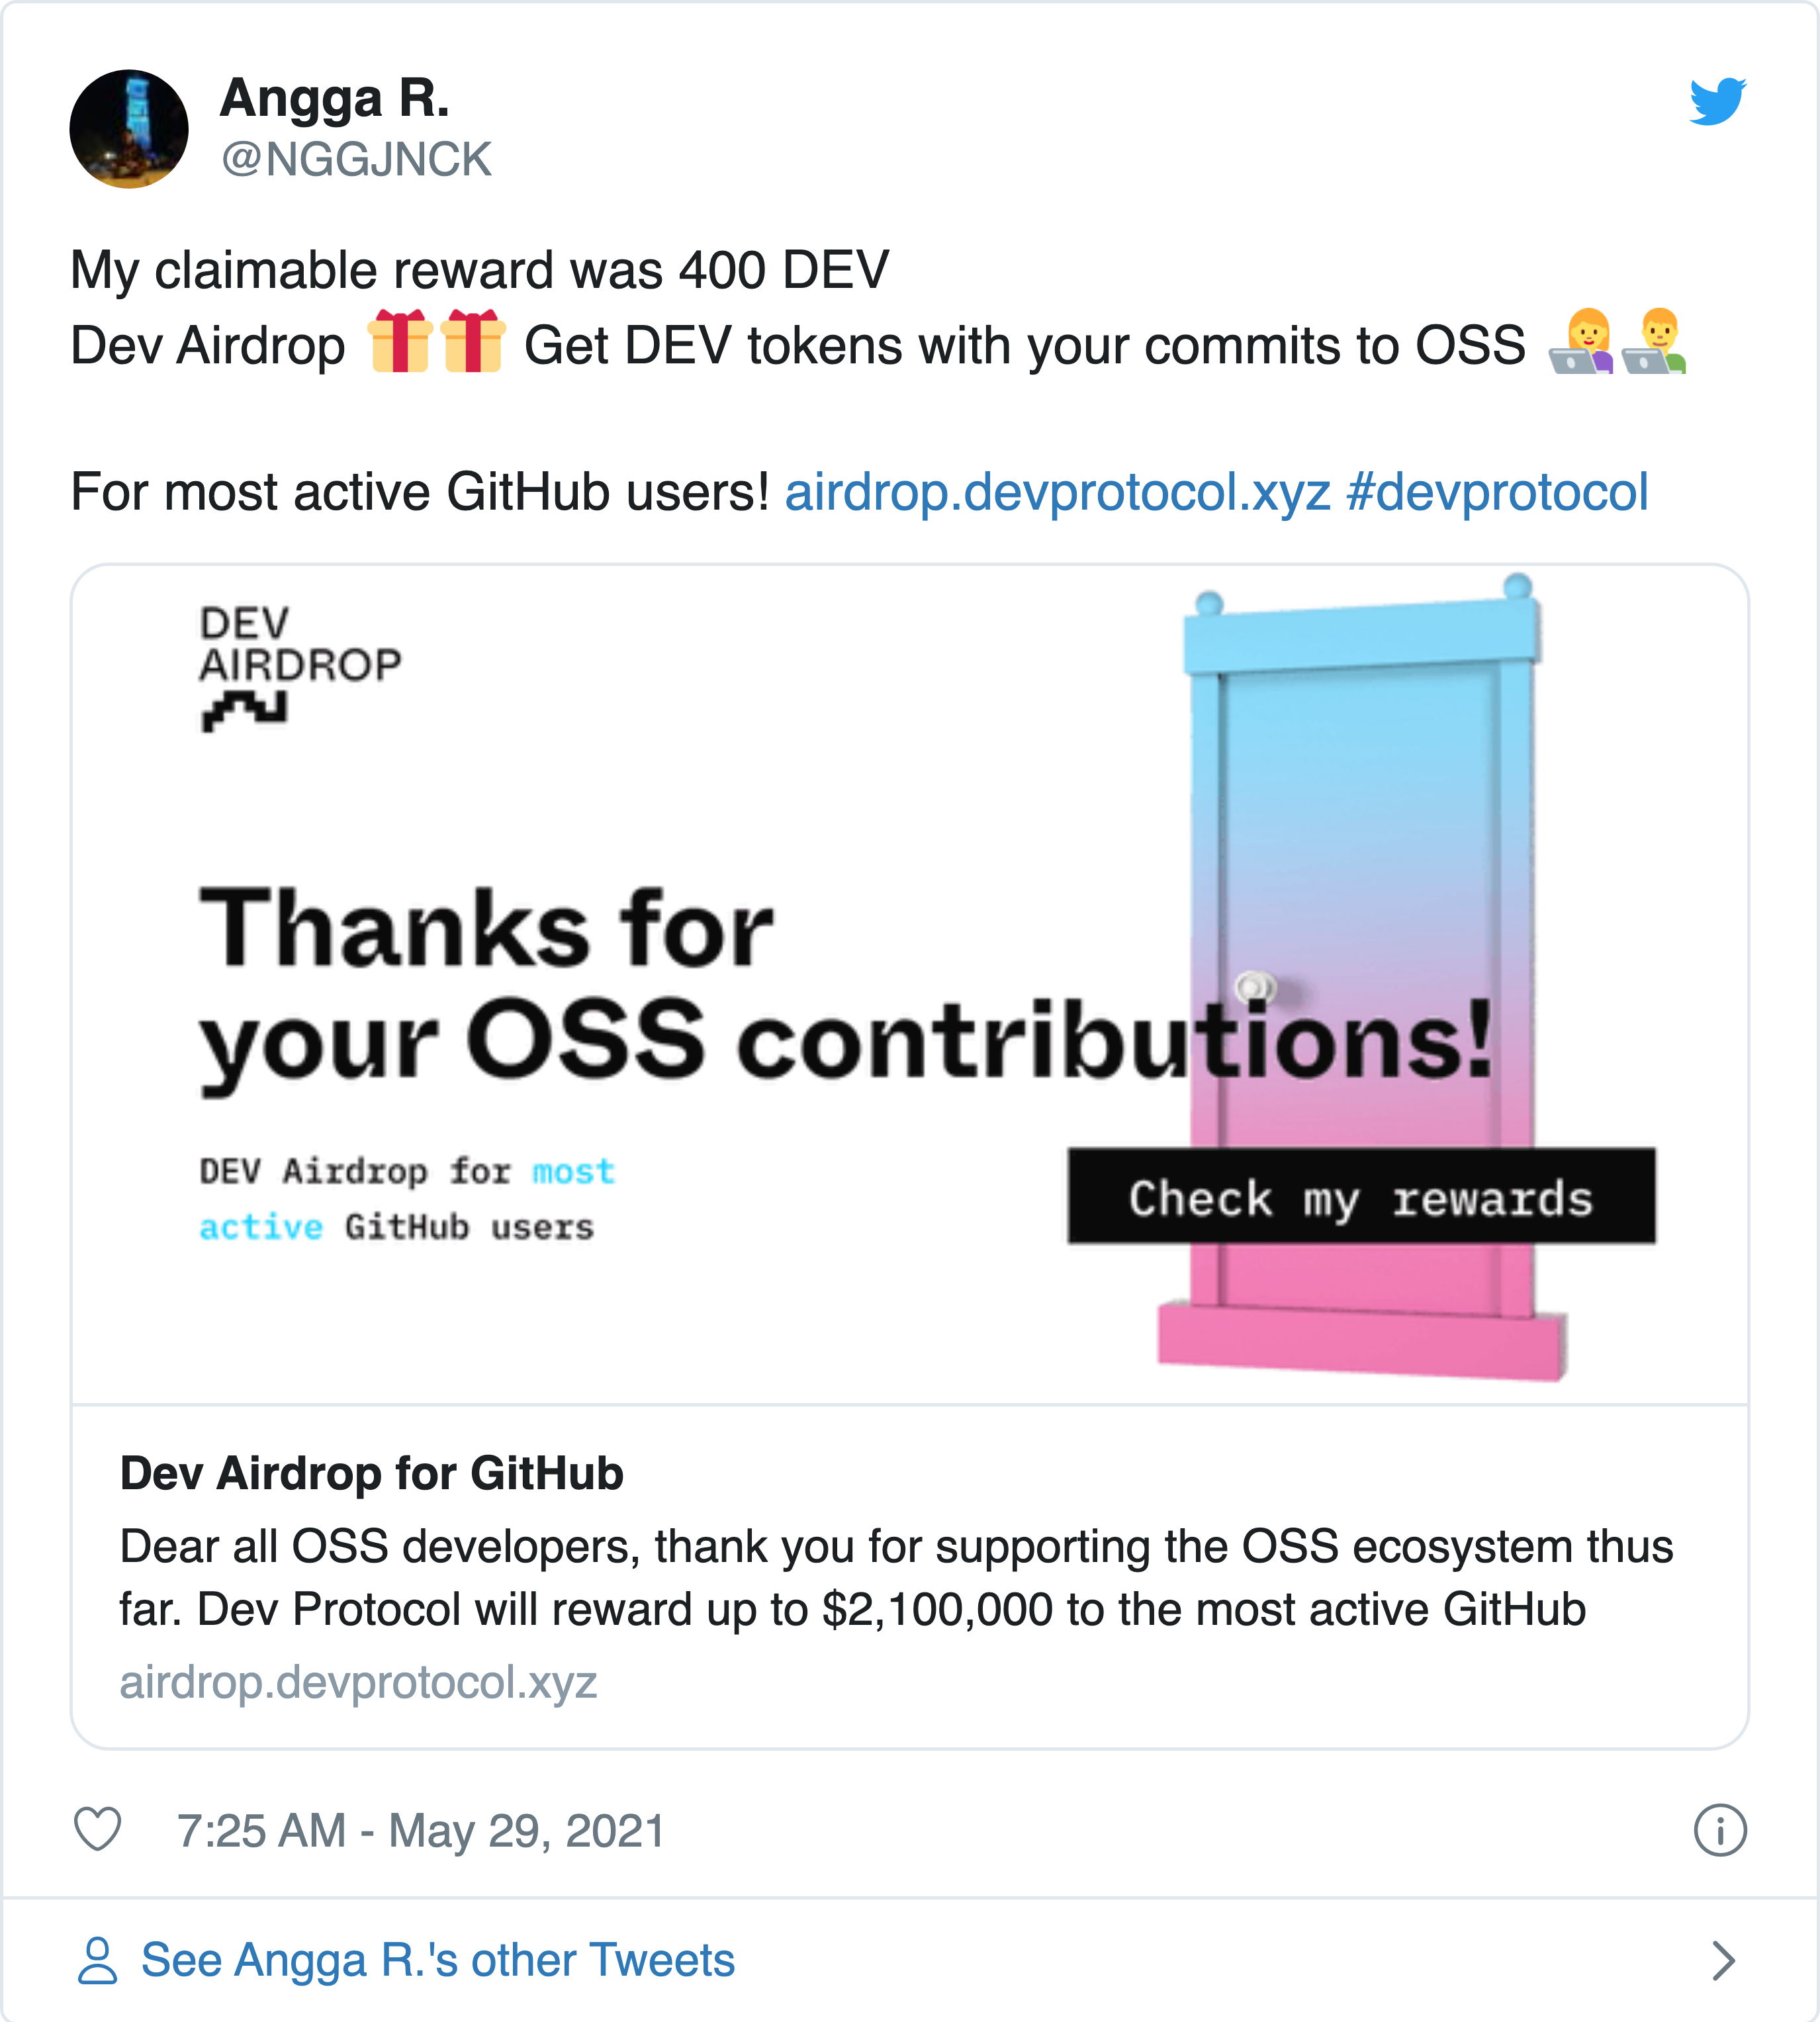 Angga R.
@NGGJNCK
My claimable reward was 400 DEV
Dev Airdrop 🎁🎁 Get DEV tokens with your commits to OSS 👩‍💻👨‍💻
For most active GitHub users! airdrop.devprotocol.xyz #devprotocol
DEV
AIRDROP
Thanks for
your OSS contributions!
DEV Airdrop for most
active GitHub users
Check my rewards
Dev Airdrop for GitHub
Dear all OSS developers, thank you for supporting the OSS ecosystem thus
far. Dev Protocol will reward up to $2,100,000 to the most active GitHub
airdrop.devprotocol.xyz
7:25 AM - May 29, 2021
See Angga R.'s other Tweets